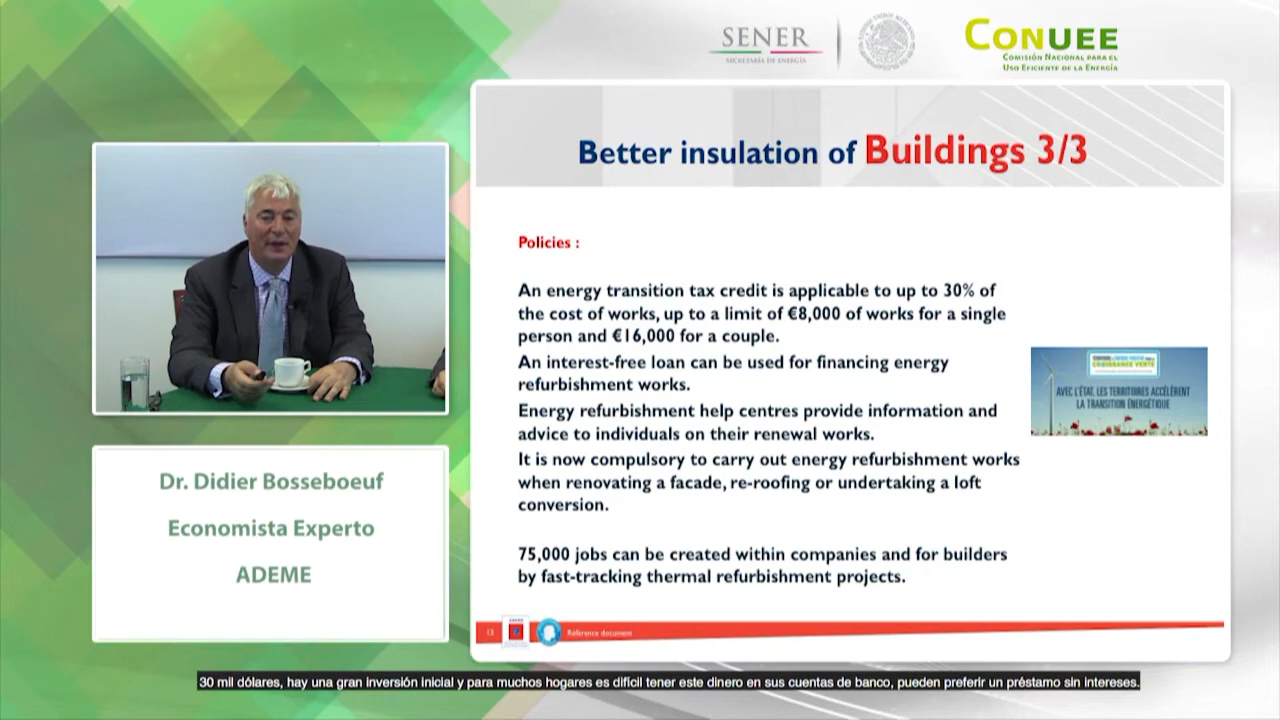 SENER
SECRETARÍA DE ENERGÍA
CONUEE
COMISIÓN NACIONAL PARA EL
USO EFICIENTE DE LA ENERGÍA
Better insulation of Buildings 3/3
Policies :
An energy transition tax credit is applicable to up to 30% of
the cost of works, up to a limit of €8,000 of works for a single
person and €16,000 for a couple.
An interest-free loan can be used for financing energy
refurbishment works.
Energy refurbishment help centres provide information and
advice to individuals on their renewal works.
It is now compulsory to carry out energy refurbishment works
when renovating a facade, re-roofing or undertaking a loft
conversion.
75,000 jobs can be created within companies and for builders
by fast-tracking thermal refurbishment projects.
CROISSANCE VERTE
AVEC L'ÉTAT, LES TERRITOIRES ACCÉLÈRENT
LA TRANSITION ÉNERGÉTIQUE
13
Reference document
Dr. Didier Bosseboeuf
Economista Experto
ADEME
30 mil dólares, hay una gran inversión inicial y para muchos hogares es difícil tener este dinero en sus cuentas de banco, pueden preferir un préstamo sin intereses.